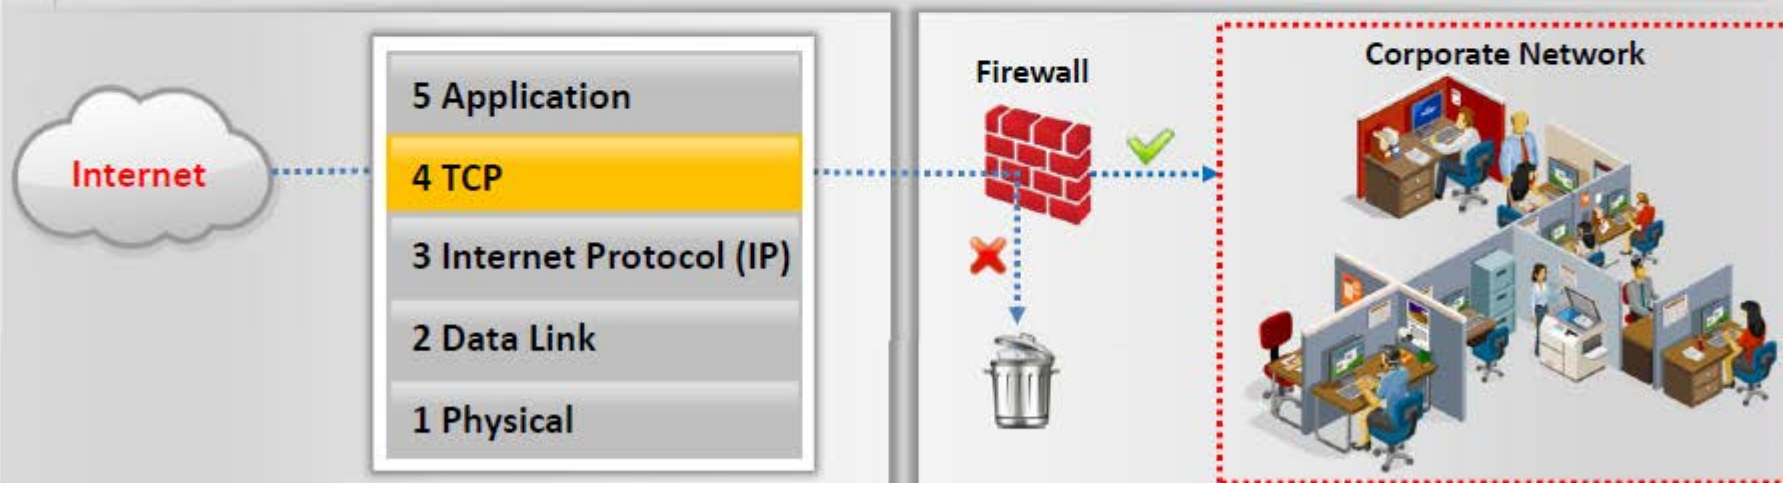 Internet
5 Application
4 TCP
3 Internet Protocol (IP)
2 Data Link
1 Physical
Firewall
Corporate Network